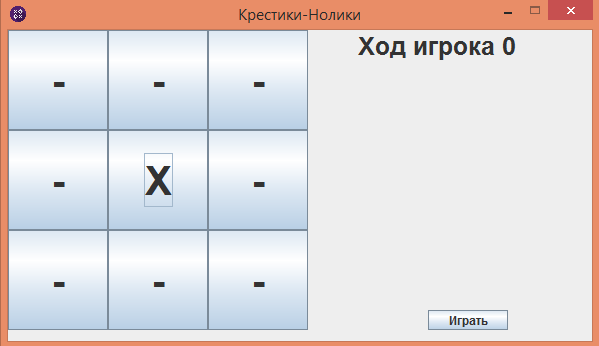 Крестики-Нолики
Ход игрока 0
- - -
- X -
- - -
Играть